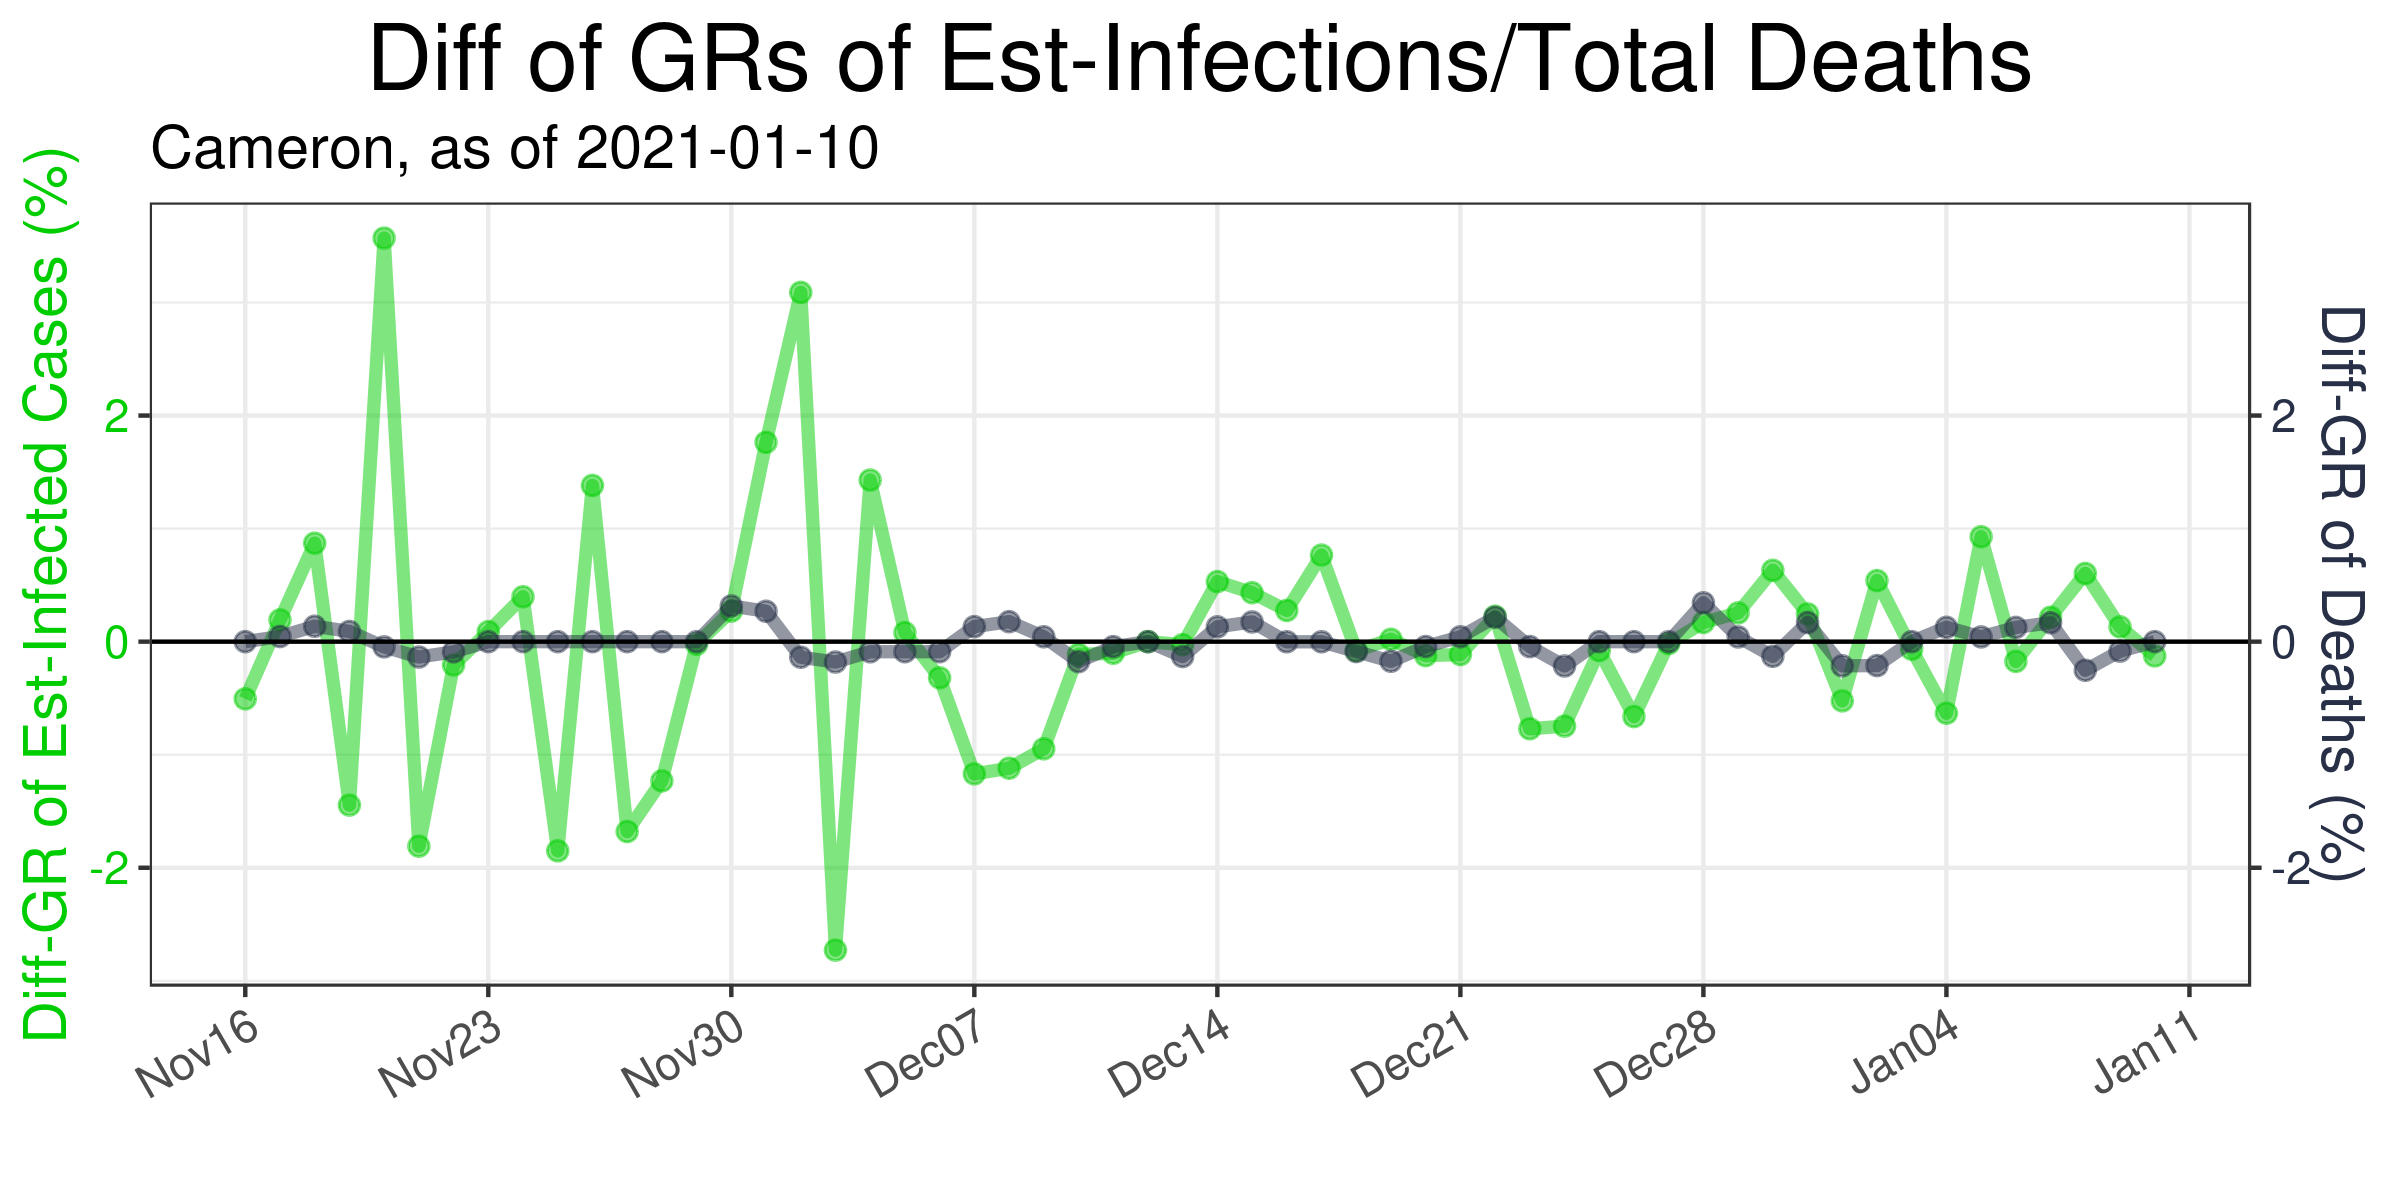 Diff of GRs of Est-Infections/Total Deaths
Cameron, as of 2021-01-10
Diff-GR of Est-Infected Cases (%)
2
0
-2
2
0
-2
Diff-GR of Deaths (%)
Nov16
Nov23
Nov30
Dec07
Dec14
Dec21
Dec28
Jan04
Jan11